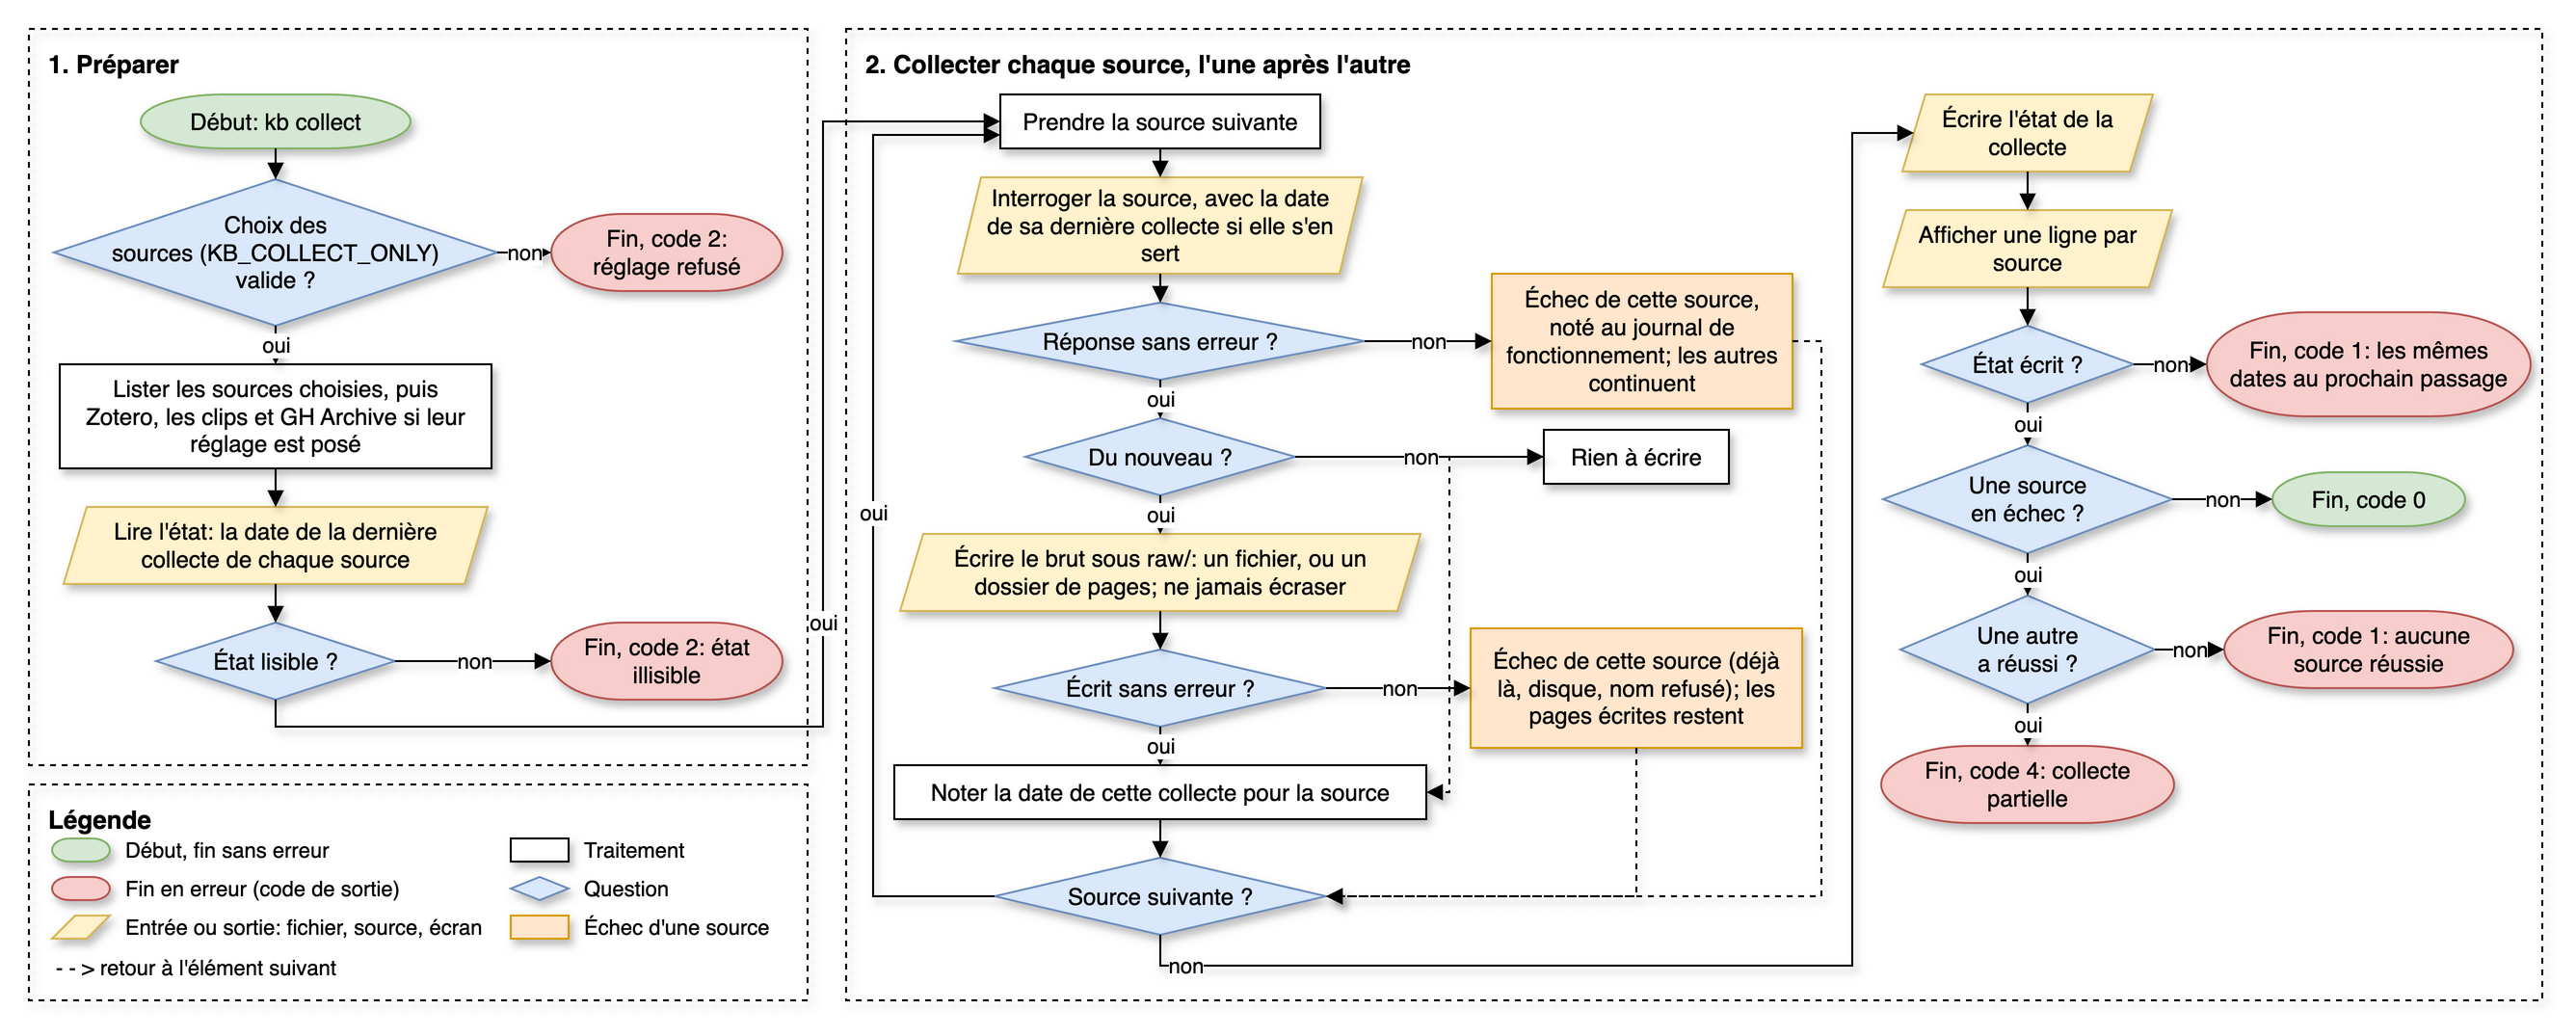 1. Préparer
Début: kb collect
Choix des
sources (KB_COLLECT_ONLY)
valide ?
non
Fin, code 2:
réglage refusé
oui
Lister les sources choisies, puis
Zotero, les clips et GH Archive si leur
réglage est posé
Lire l'état: la date de la dernière
collecte de chaque source
État lisible ?
non
Fin, code 2: état
illisible
oui
Légende
Début, fin sans erreur
Fin en erreur (code de sortie)
Entrée ou sortie: fichier, source, écran
- - > retour à l'élément suivant
Traitement
Question
Échec d'une source
2. Collecter chaque source, l'une après l'autre
Prendre la source suivante
Interroger la source, avec la date
de sa dernière collecte si elle s'en
sert
Réponse sans erreur ?
non
Échec de cette source,
noté au journal de
fonctionnement; les autres
continuent
oui
Du nouveau ?
non
Rien à écrire
oui
Écrire le brut sous raw/: un fichier, ou un
dossier de pages; ne jamais écraser
Écrit sans erreur ?
non
Échec de cette source (déjà
là, disque, nom refusé); les
pages écrites restent
oui
Noter la date de cette collecte pour la source
Source suivante ?
oui
non
Écrire l'état de la
collecte
Afficher une ligne par
source
État écrit ?
non
Fin, code 1: les mêmes
dates au prochain passage
oui
Une source
en échec ?
non
Fin, code 0
oui
Une autre
a réussi ?
non
Fin, code 1: aucune
source réussie
oui
Fin, code 4: collecte
partielle